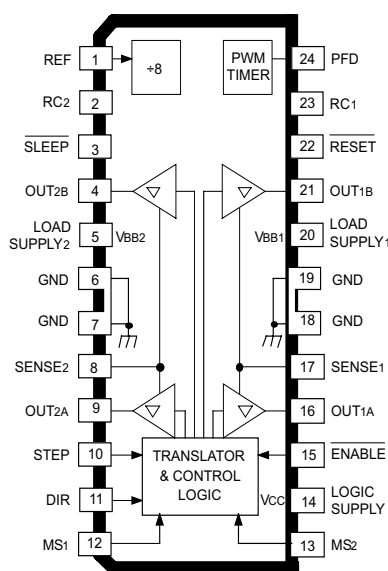 REF 1 ÷8 PWM TIMER 24 PFD
RC2 2 23 RC1
SLEEP 3 22 RESET
OUT2B 4 21 OUT1B
LOAD SUPPLY2 5 VBB2 VBB1 20 LOAD SUPPLY1
GND 6 19 GND
GND 7 18 GND
SENSE2 8 17 SENSE1
OUT2A 9 16 OUT1A
STEP 10 TRANSLATOR & CONTROL LOGIC 15 ENABLE
DIR 11 VCC 14 LOGIC SUPPLY
MS1 12 13 MS2